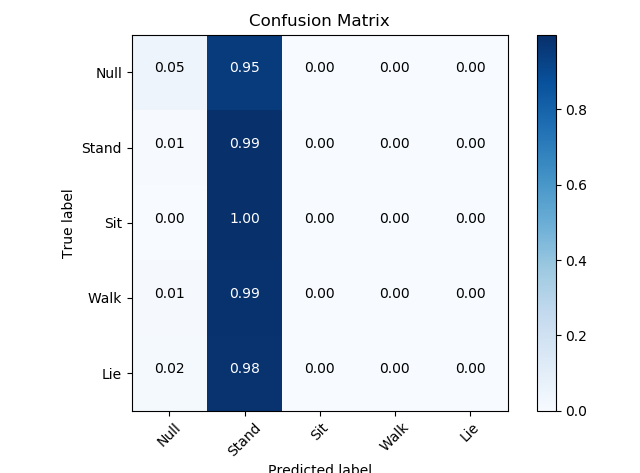 Confusion Matrix
Null 0.05 0.95 0.00 0.00 0.00
Stand 0.01 0.99 0.00 0.00 0.00
Sit 0.00 1.00 0.00 0.00 0.00
Walk 0.01 0.99 0.00 0.00 0.00
Lie 0.02 0.98 0.00 0.00 0.00
True label
Null Stand Sit Walk Lie
Predicted label
0.8
0.6
0.4
0.2
0.0